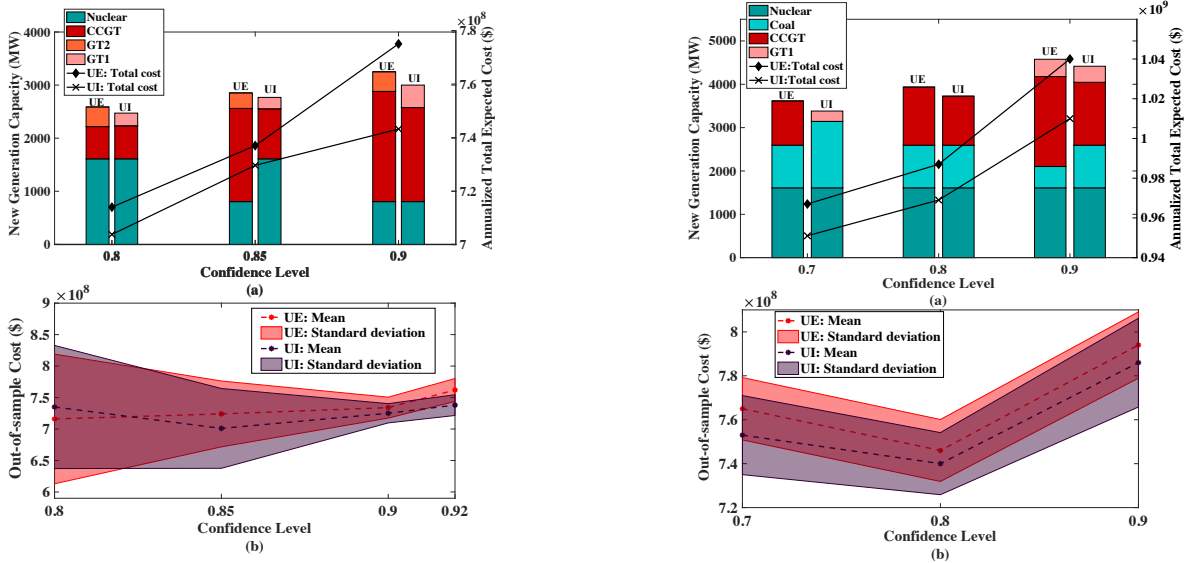 ×10⁸
Nuclear
CCGT
GT2
GT1
UE: Total cost
UI: Total cost
4000
3000
2000
1000
0
7.8
7.6
7.4
7.2
7
UE
UI
UE
UI
UE
UI
0.8
0.85
0.9
New Generation Capacity (MW)
Annualized Total Expected Cost ($)
Confidence Level
(a)
×10⁸
9
8.5
8
7.5
7
6.5
6
UE: Mean
UE: Standard deviation
UI: Mean
UI: Standard deviation
0.8
0.85
0.9
0.92
Out-of-sample Cost ($)
Confidence Level
(b)
×10⁹
Nuclear
Coal
CCGT
GT1
UE:Total cost
UI:Total cost
5000
4000
3000
2000
1000
0
1.04
1.02
1
0.98
0.96
0.94
UE
UI
UE
UI
UE
UI
0.7
0.8
0.9
New Generation Capacity (MW)
Annualized Total Expected Cost ($)
Confidence Level
(a)
×10⁸
8
7.8
7.6
7.4
7.2
UE: Mean
UE: Standard deviation
UI: Mean
UI: Standard deviation
0.7
0.8
0.9
Out-of-sample Cost ($)
Confidence Level
(b)